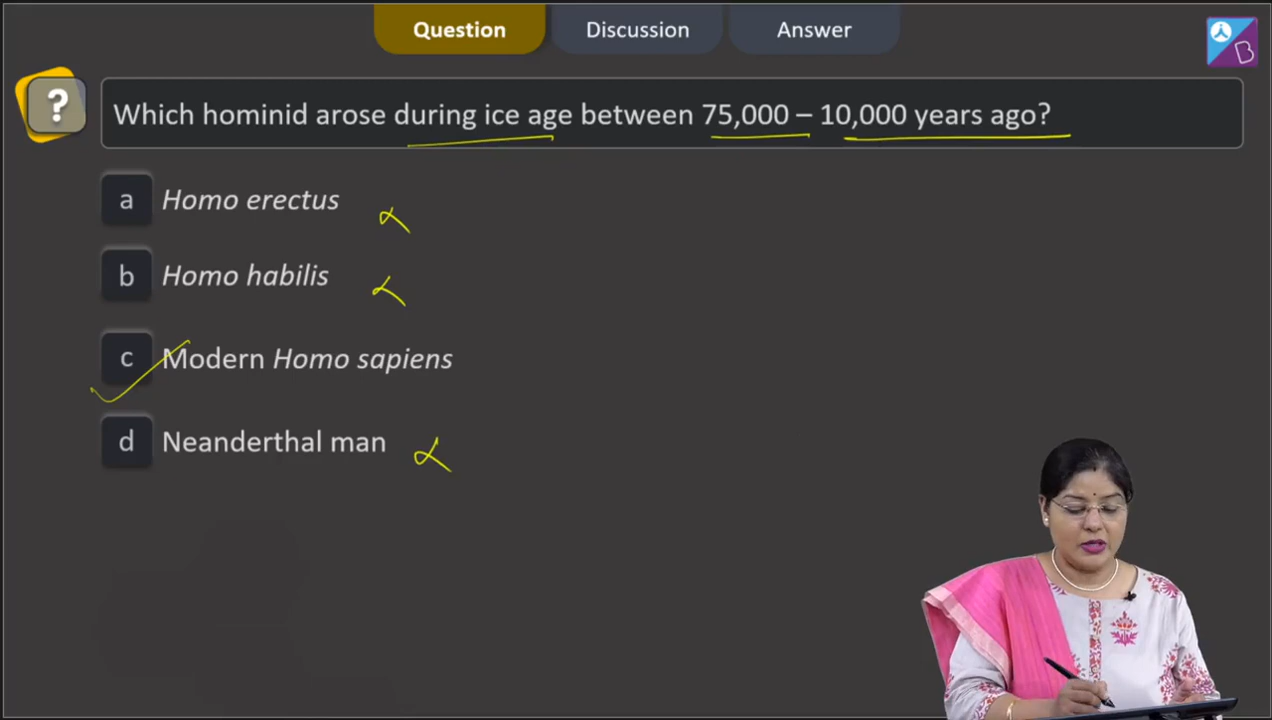 Question
Discussion
Answer
?
Which hominid arose during ice age between 75,000 – 10,000 years ago?
a Homo erectus
b Homo habilis
c Modern Homo sapiens
d Neanderthal man
B